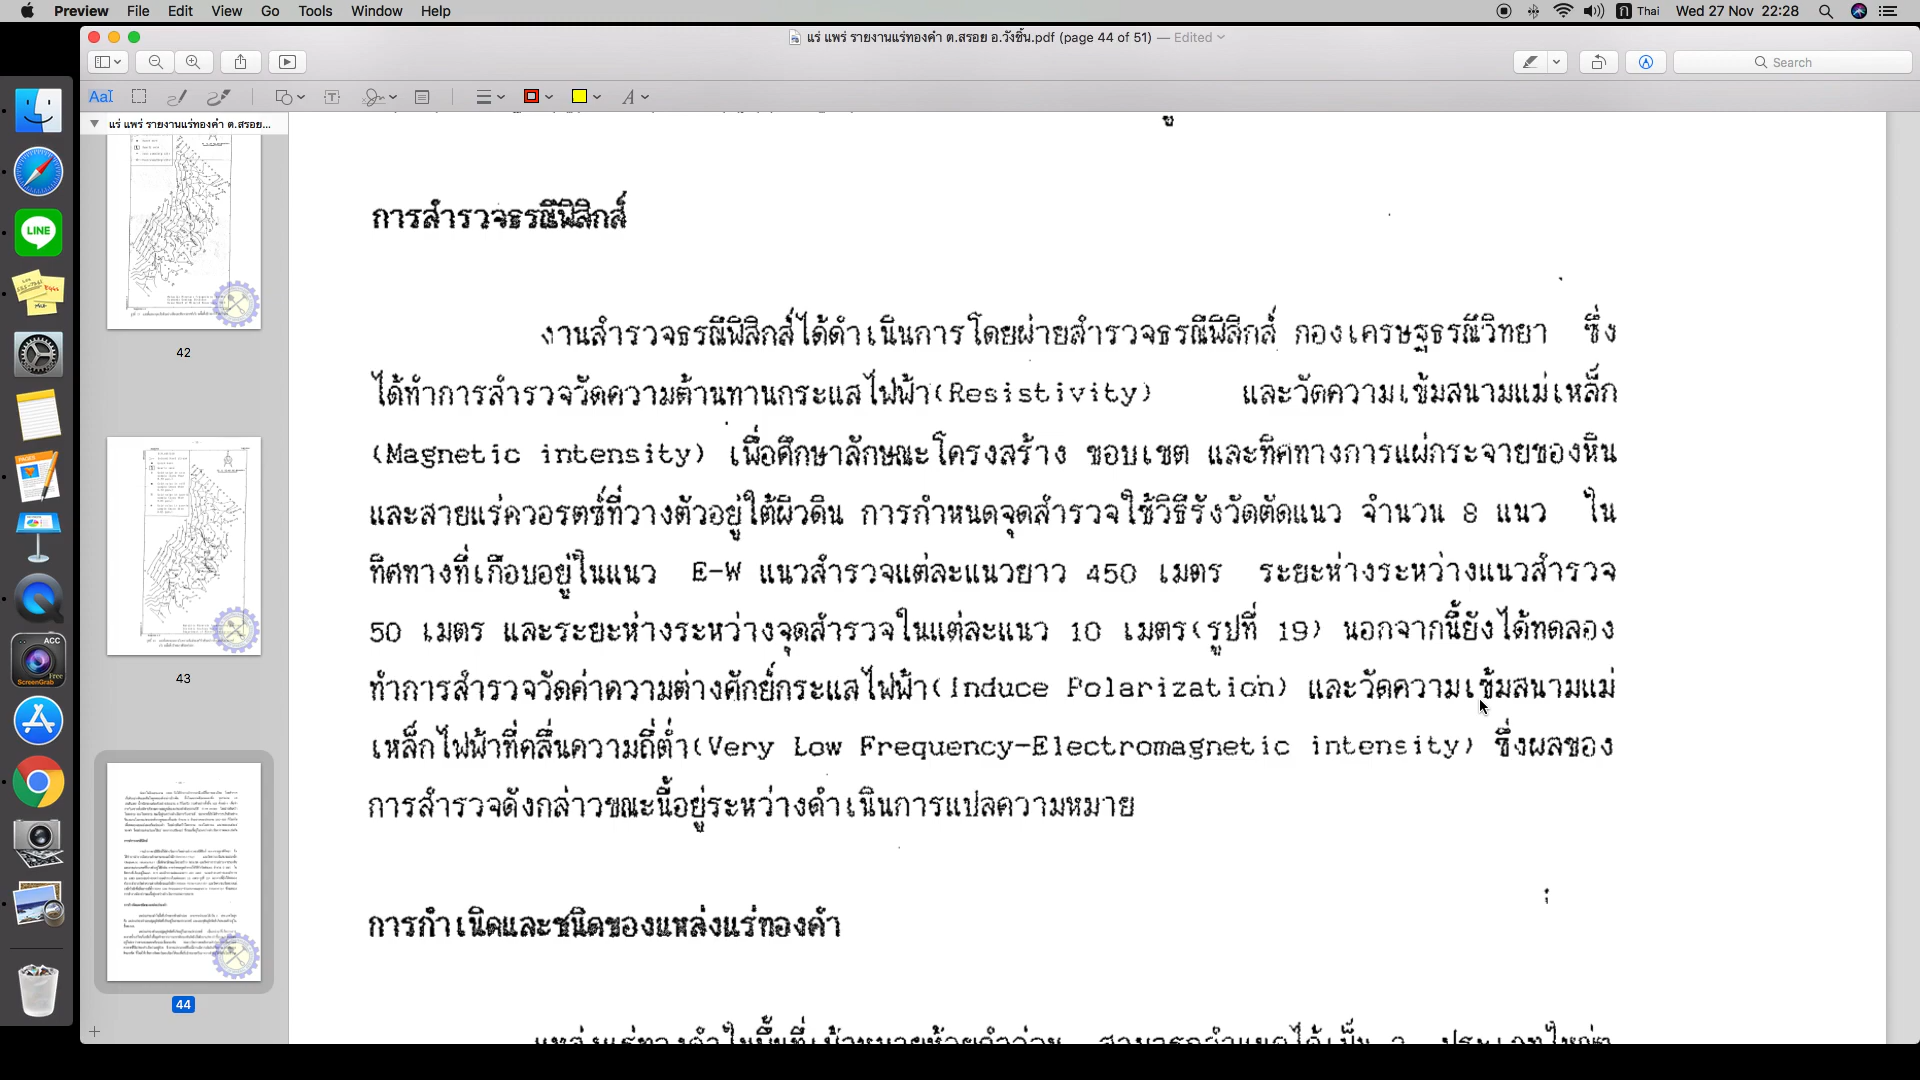 Preview File Edit View Go Tools Window Help
Thai Wed 27 Nov 22:28
แร่ แพร่ รายงานแร่ทองคำ ต.สรอย อ.วังชิ้น.pdf (page 44 of 51) — Edited
Search
แร่ แพร่ รายงานแร่ทองคำ ต.สรอย...
42
43
44
การสำรวจธรณีฟิสิกส์
งานสำรวจธรณีฟิสิกส์ได้ดำเนินการโดยฝ่ายสำรวจธรณีฟิสิกส์ กองเศรษฐธรณีวิทยา ซึ่ง
ได้ทำการสำรวจวัดความต้านทานกระแสไฟฟ้า(Resistivity) และวัดความเข้มสนามแม่เหล็ก
(Magnetic intensity) เพื่อศึกษาลักษณะโครงสร้าง ขอบเขต และทิศทางการแผ่กระจายของหิน
และสายแร่ควอรตซ์ที่วางตัวอยู่ใต้ผิวดิน การกำหนดจุดสำรวจใช้วิธีรังวัดตัดแนว จำนวน 8 แนว ใน
ทิศทางที่เกือบอยู่ในแนว E-W แนวสำรวจแต่ละแนวยาว 450 เมตร ระยะห่างระหว่างแนวสำรวจ
50 เมตร และระยะห่างระหว่างจุดสำรวจในแต่ละแนว 10 เมตร(รูปที่ 19) นอกจากนี้ยังได้ทดลอง
ทำการสำรวจวัดค่าความต่างศักย์กระแสไฟฟ้า(Induce Polarization) และวัดความเข้มสนามแม่
เหล็กไฟฟ้าที่คลื่นความถี่ต่ำ(Very Low Frequency-Electromagnetic intensity) ซึ่งผลของ
การสำรวจดังกล่าวขณะนี้อยู่ระหว่างดำเนินการแปลความหมาย
การกำเนิดและชนิดของแหล่งแร่ทองคำ
LINE
PAGES
ACC
ScreenGrab
Free